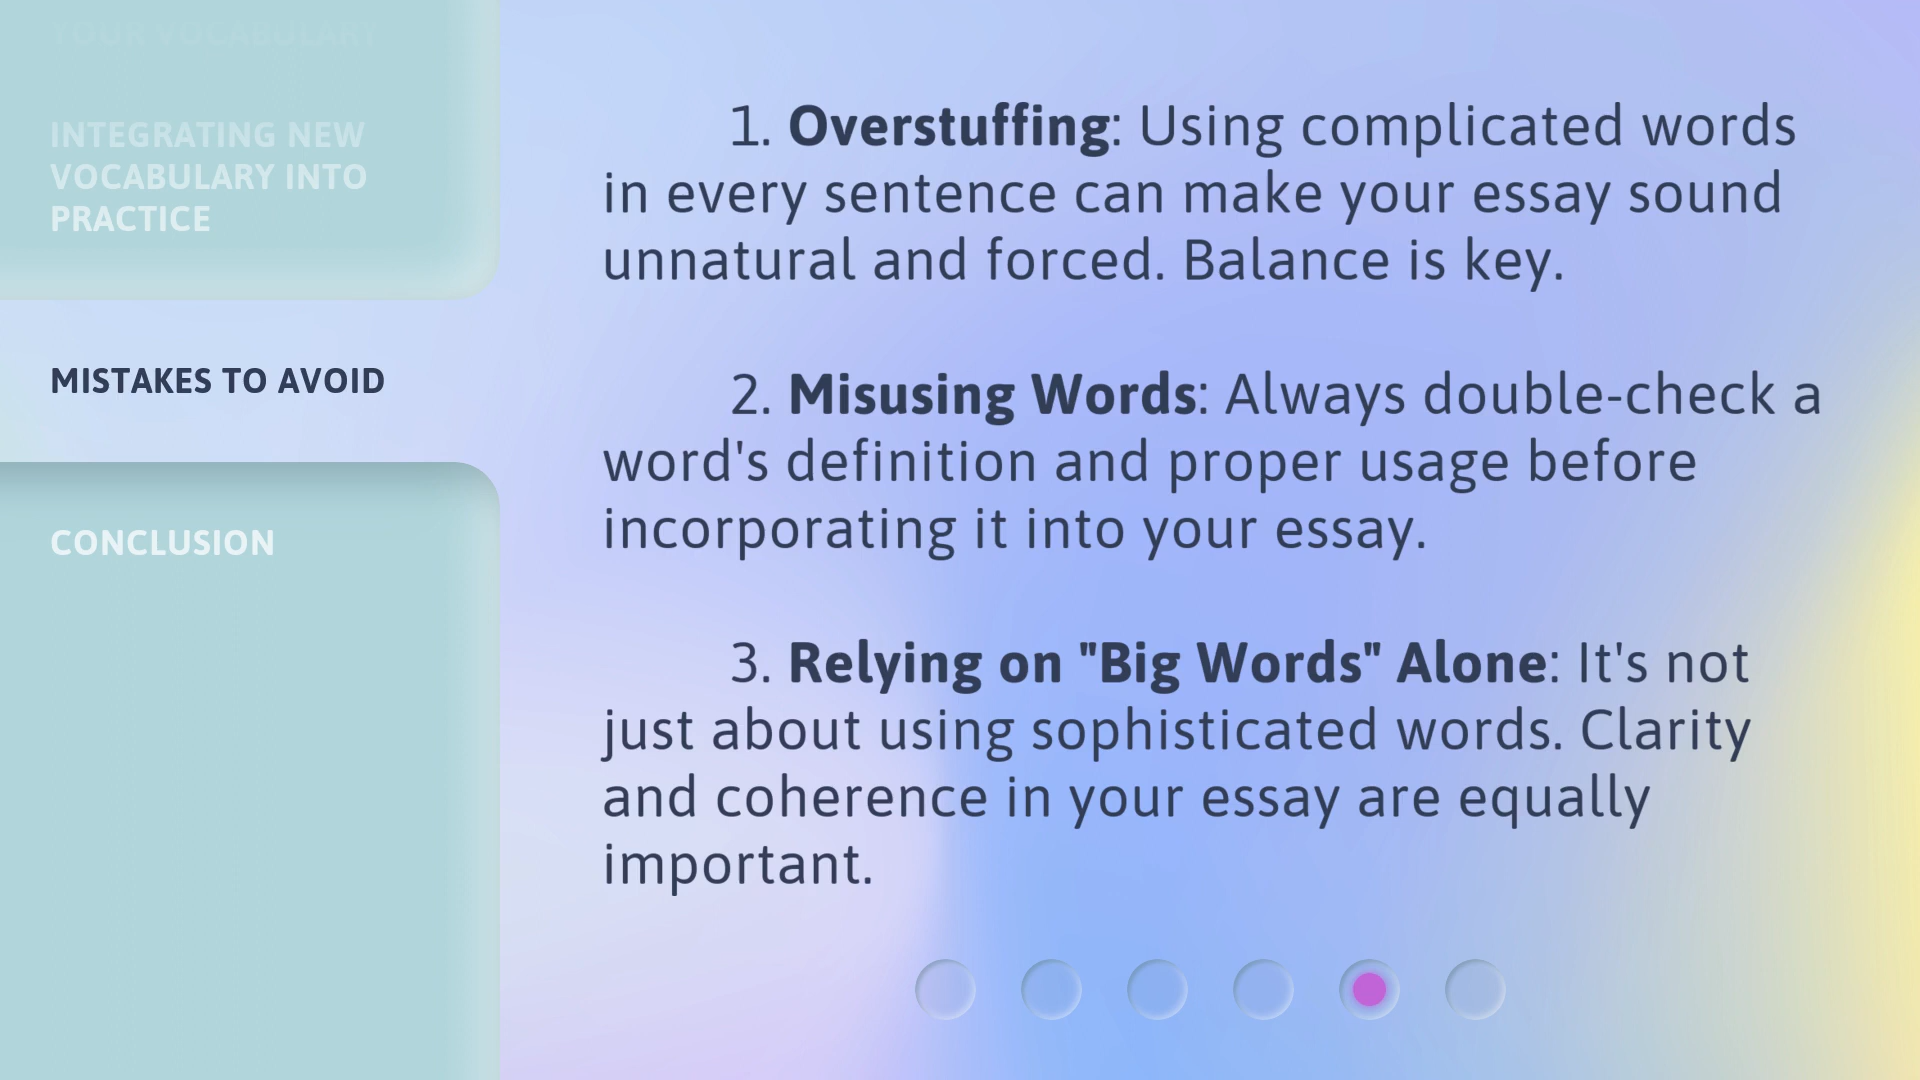 YOUR VOCABULARY
INTEGRATING NEW
VOCABULARY INTO
PRACTICE
MISTAKES TO AVOID
CONCLUSION
1. Overstuffing: Using complicated words
in every sentence can make your essay sound
unnatural and forced. Balance is key.
2. Misusing Words: Always double-check a
word's definition and proper usage before
incorporating it into your essay.
3. Relying on "Big Words" Alone: It's not
just about using sophisticated words. Clarity
and coherence in your essay are equally
important.